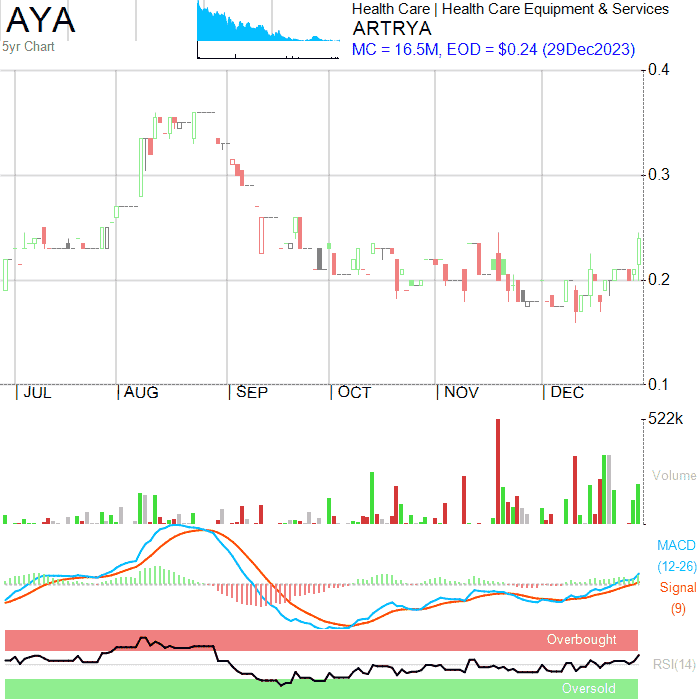 AYA
5yr Chart
Health Care | Health Care Equipment & Services
ARTRYA
MC = 16.5M, EOD = $0.24 (29Dec2023)
0.4
0.3
0.2
0.1
| JUL | AUG | SEP | OCT | NOV | DEC
522k
Volume
MACD
(12-26)
Signal
(9)
Overbought
RSI(14)
Oversold